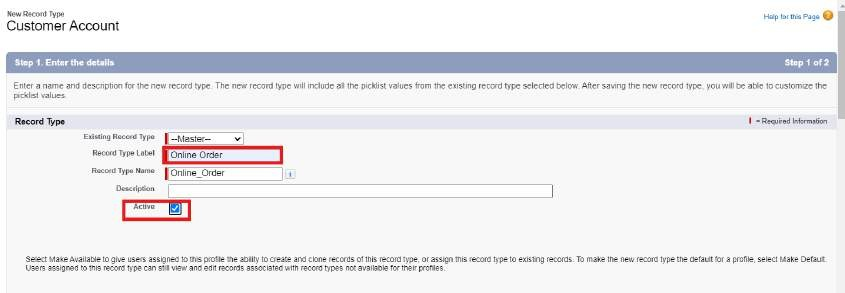 New Record Type
Customer Account
Help for this Page ?
Step 1. Enter the details
Step 1 of 2
Enter a name and description for the new record type. The new record type will include all the picklist values from the existing record type selected below. After saving the new record type, you will be able to customize the
picklist values.
Record Type
= Required Information
Existing Record Type
--Master--
Record Type Label
Online Order
Record Type Name
Online_Order
i
Description
Active
Select Make Available to give users assigned to this profile the ability to create and clone records of this record type, or assign this record type to existing records. To make the new record type the default for a profile, select Make Default.
Users assigned to this record type can still view and edit records associated with record types not available for their profiles.